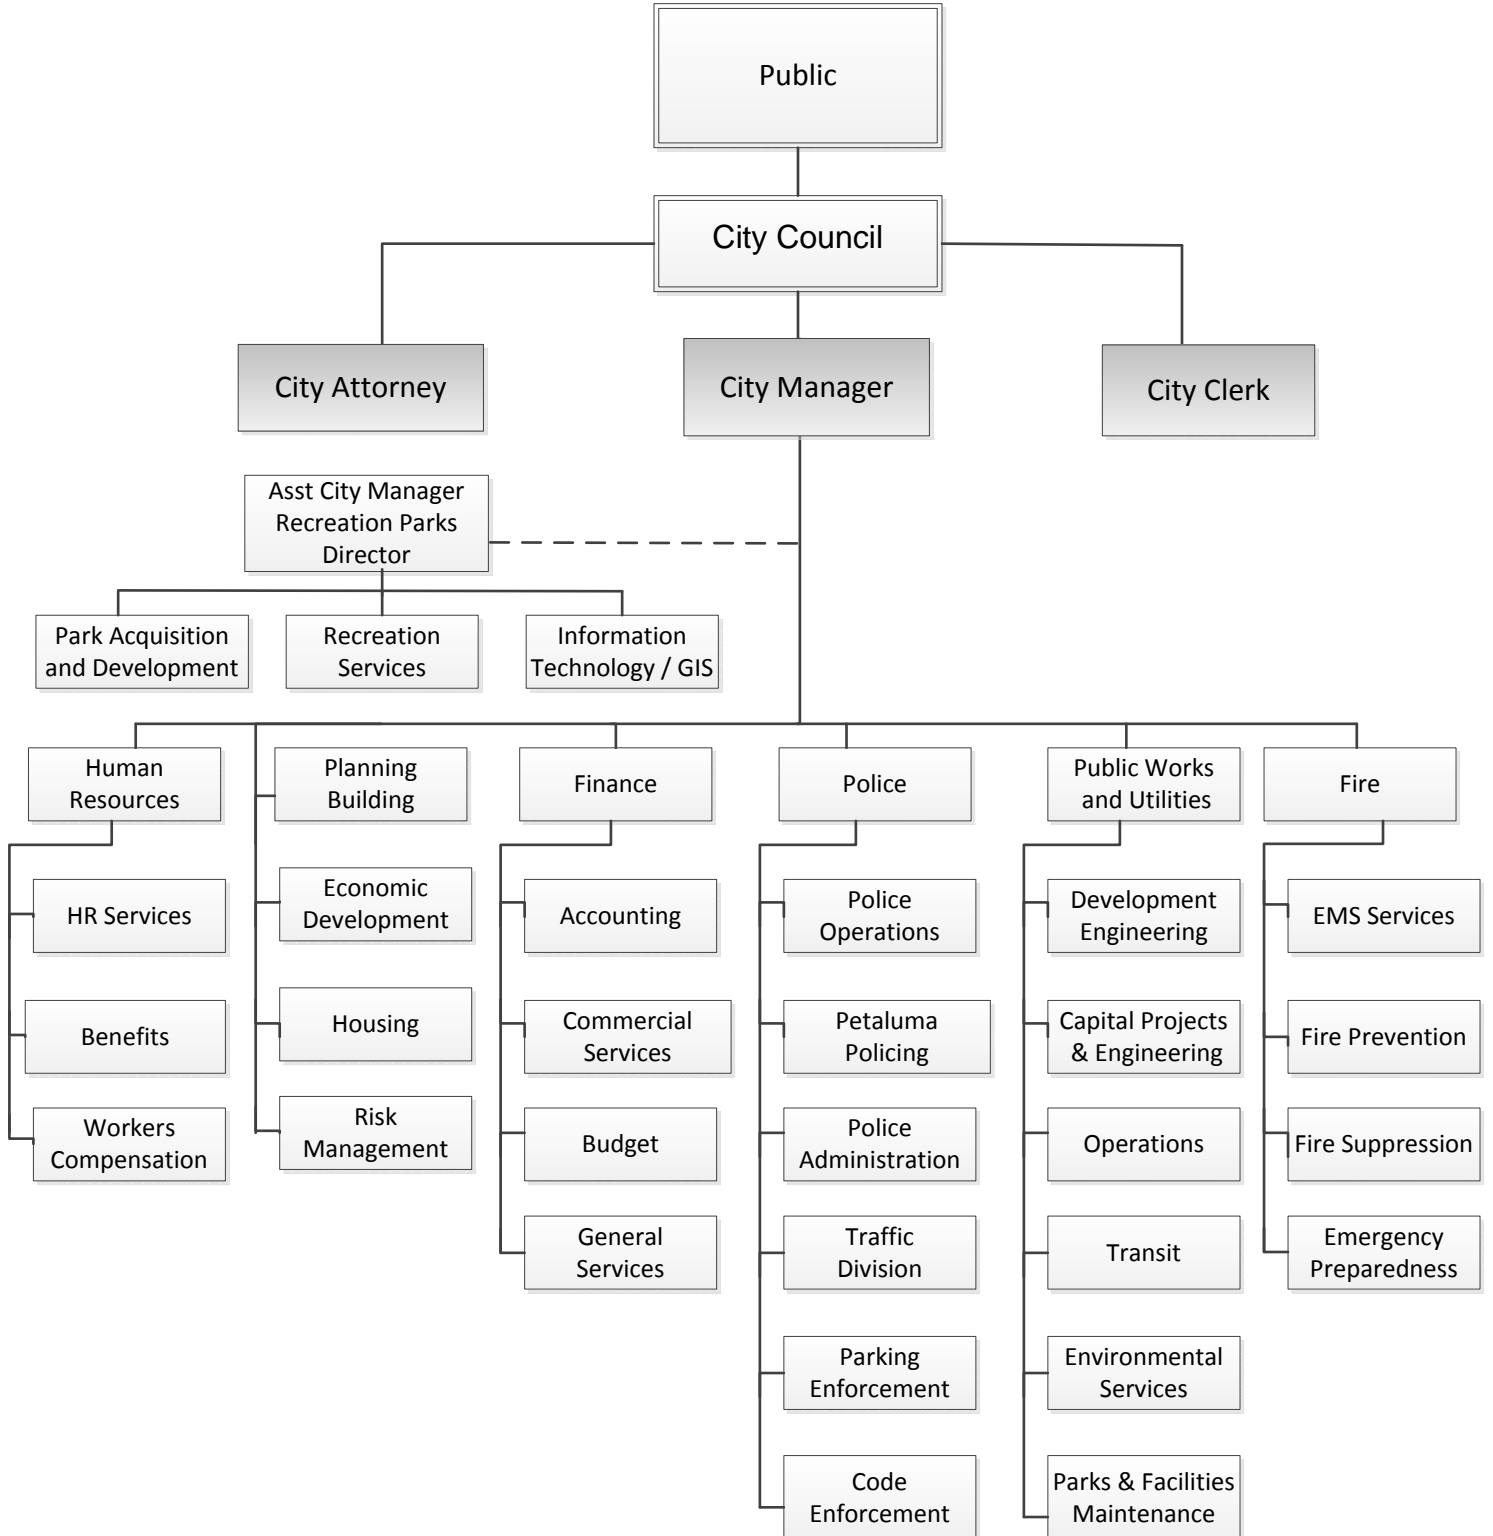 Public
City Council
City Attorney
City Manager
City Clerk
Asst City Manager
Recreation Parks
Director
Park Acquisition
and Development
Recreation
Services
Information
Technology / GIS
Human
Resources
HR Services
Benefits
Workers
Compensation
Planning
Building
Economic
Development
Housing
Risk
Management
Finance
Accounting
Commercial
Services
Budget
General
Services
Police
Police
Operations
Petaluma
Policing
Police
Administration
Traffic
Division
Parking
Enforcement
Code
Enforcement
Public Works
and Utilities
Development
Engineering
Capital Projects
& Engineering
Operations
Transit
Environmental
Services
Parks & Facilities
Maintenance
Fire
EMS Services
Fire Prevention
Fire Suppression
Emergency
Preparedness